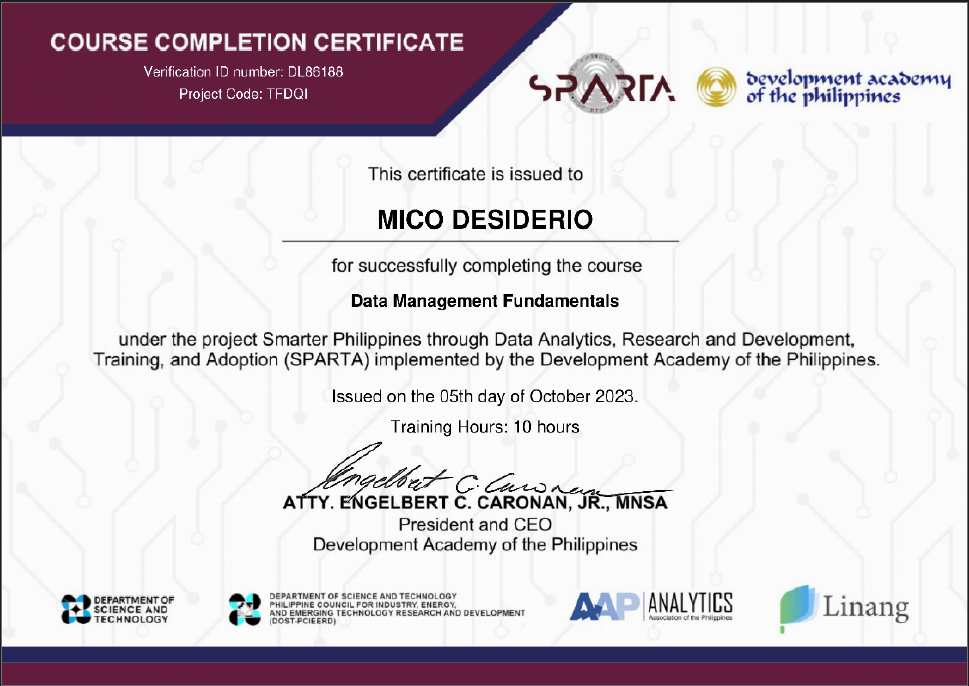 COURSE COMPLETION CERTIFICATE
Verification ID number: DL86188
Project Code: TFDQI
SPARTA
development academy
of the philippines
This certificate is issued to
MICO DESIDERIO
for successfully completing the course
Data Management Fundamentals
under the project Smarter Philippines through Data Analytics, Research and Development,
Training, and Adoption (SPARTA) implemented by the Development Academy of the Philippines.
Issued on the 05th day of October 2023.
Training Hours: 10 hours
Engelbert C. Caronan
ATTY. ENGELBERT C. CARONAN, JR., MNSA
President and CEO
Development Academy of the Philippines
DEPARTMENT OF
SCIENCE AND
TECHNOLOGY
DEPARTMENT OF SCIENCE AND TECHNOLOGY
PHILIPPINE COUNCIL FOR INDUSTRY, ENERGY,
AND EMERGING TECHNOLOGY RESEARCH AND DEVELOPMENT
(DOST-PCIEERD)
AAP ANALYTICS
Association of the Philippines
Linang